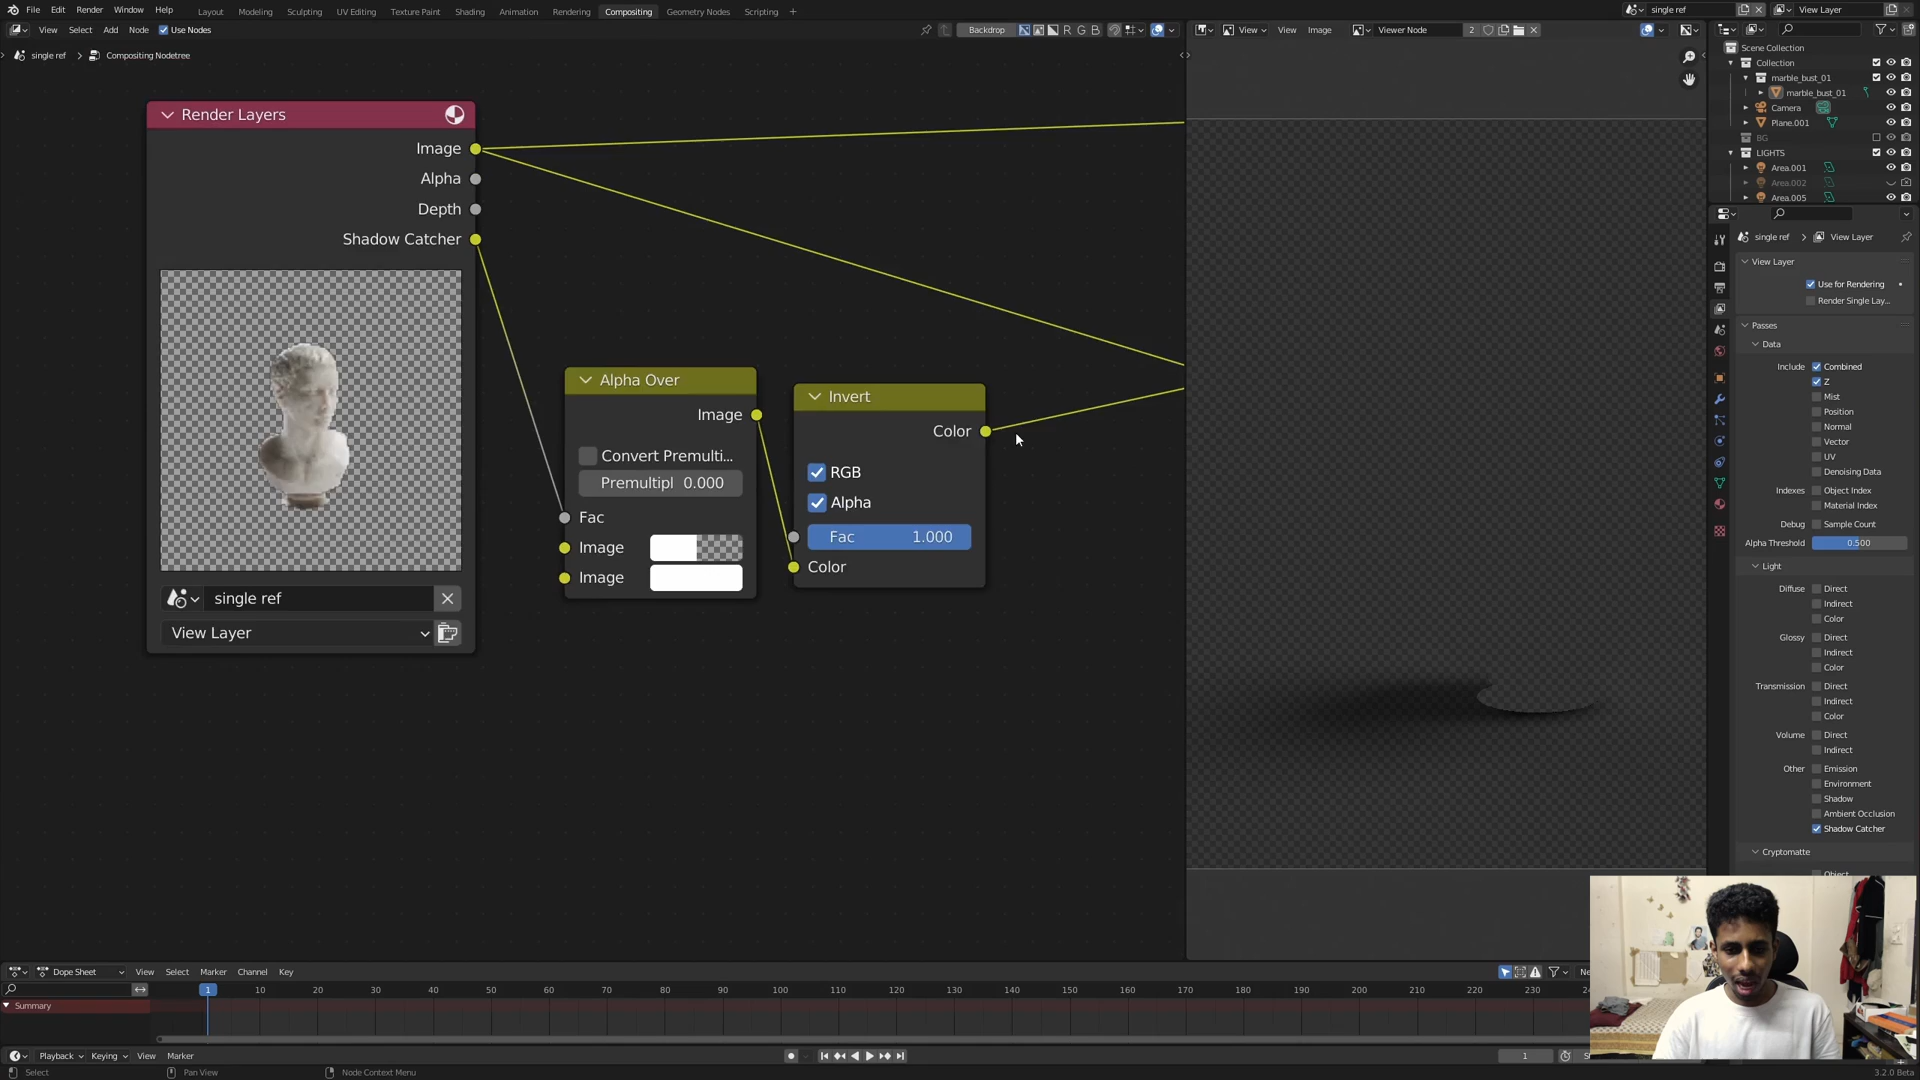 File Edit Render Window Help Layout Modeling Sculpting UV Editing Texture Paint Shading Animation Rendering Compositing Geometry Nodes Scripting + single ref View Layer
View Select Add Node Use Nodes Backdrop R G B View View Image Viewer Node 2
single ref > Compositing Nodetree
Scene Collection
Collection
marble_bust_01
marble_bust_01
Camera
Plane.001
BG
LIGHTS
Area.001
Area.002
Area.005
Render Layers
Image
Alpha
Depth
Shadow Catcher
single ref
View Layer
Alpha Over
Image
Convert Premulti...
Premultipl 0.000
Fac
Image
Image
Invert
Color
RGB
Alpha
Fac 1.000
Color
single ref > View Layer
View Layer
Use for Rendering
Render Single Lay...
Passes
Data
Include Combined
Z
Mist
Position
Normal
Vector
UV
Denoising Data
Indexes Object Index
Material Index
Debug Sample Count
Alpha Threshold 0.500
Light
Diffuse Direct
Indirect
Color
Glossy Direct
Indirect
Color
Transmission Direct
Indirect
Color
Volume Direct
Indirect
Other Emission
Environment
Shadow
Ambient Occlusion
Shadow Catcher
Cryptomatte
Dope Sheet View Select Marker Channel Key
1 10 20 30 40 50 60 70 80 90 100 110 120 130 140 150 160 170 180 190 200 210 220 230
Summary
Playback Keying View Marker 1
Select Pan View Node Context Menu 3.2.0 Beta